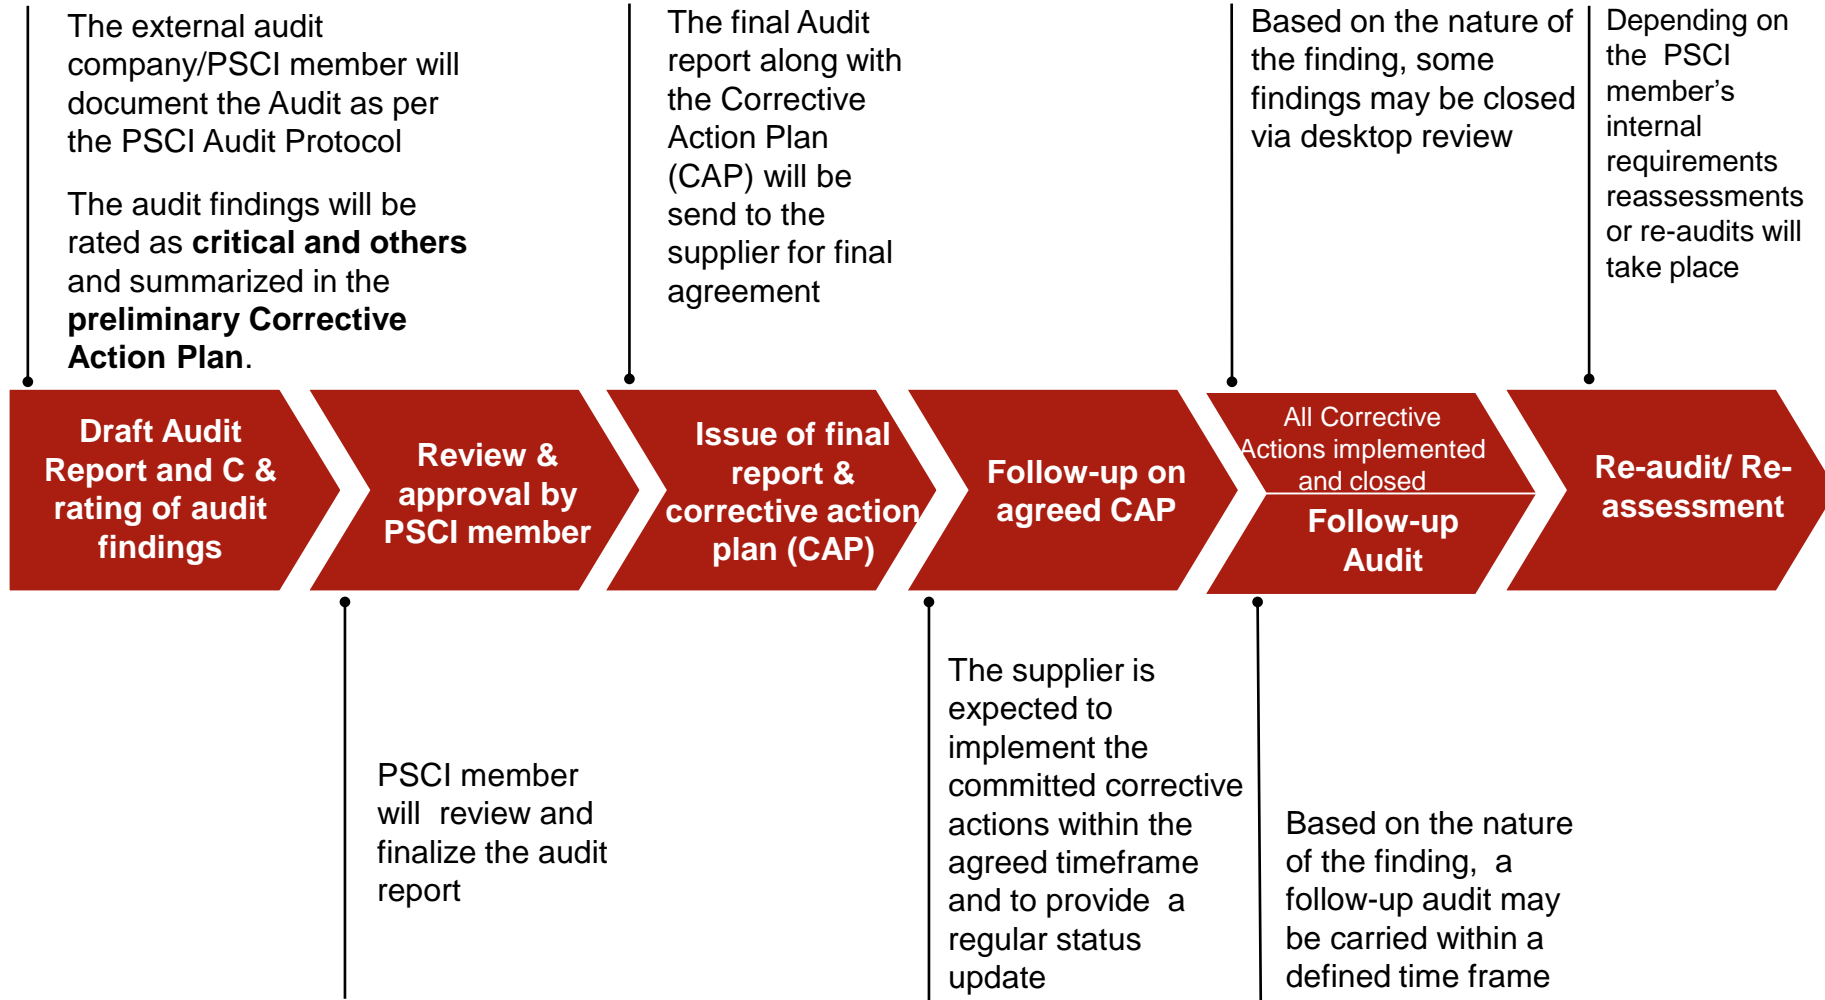 The external audit
company/PSCI member will
document the Audit as per
the PSCI Audit Protocol
The audit findings will be
rated as critical and others
and summarized in the
preliminary Corrective
Action Plan.
The final Audit
report along with
the Corrective
Action Plan
(CAP) will be
send to the
supplier for final
agreement
Based on the nature of
the finding, some
findings may be closed
via desktop review
Depending on
the PSCI
member's
internal
requirements
reassessments
or re-audits will
take place
Draft Audit
Report and C &
rating of audit
findings
Review &
approval by
PSCI member
Issue of final
report &
corrective action
plan (CAP)
Follow-up on
agreed CAP
All Corrective
Actions implemented
and closed
Follow-up
Audit
Re-audit/ Re-
assessment
PSCI member
will review and
finalize the audit
report
The supplier is
expected to
implement the
committed corrective
actions within the
agreed timeframe
and to provide a
regular status
update
Based on the nature
of the finding, a
follow-up audit may
be carried within a
defined time frame